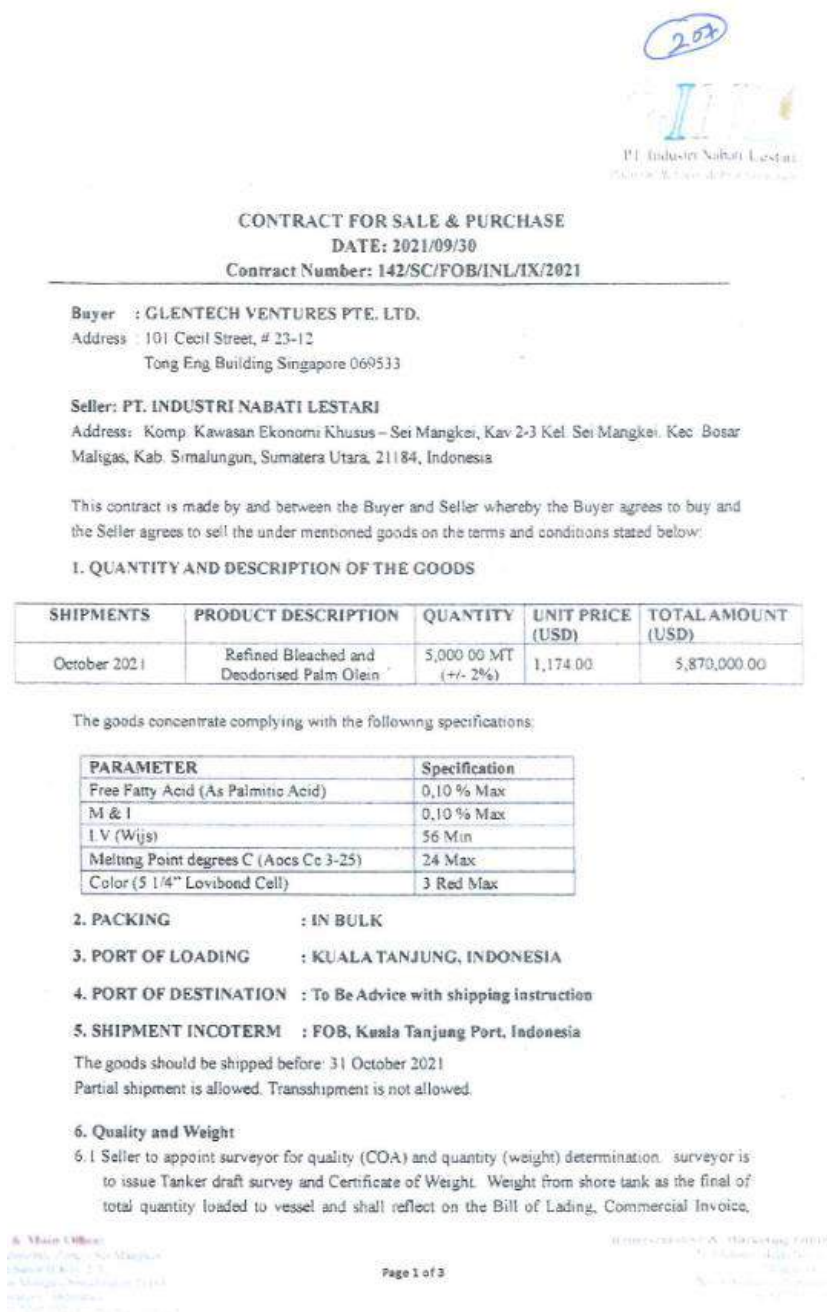 207
PT. Industri Nabati Lestari
CONTRACT FOR SALE & PURCHASE
DATE: 2021/09/30
Contract Number: 142/SC/FOB/INL/IX/2021
Buyer : GLENTECH VENTURES PTE. LTD.
Address : 101 Cecil Street, # 23-12
Tong Eng Building Singapore 069533
Seller: PT. INDUSTRI NABATI LESTARI
Address: Komp. Kawasan Ekonomi Khusus – Sei Mangkei, Kav 2-3 Kel. Sei Mangkei. Kec. Bosar
Maligas, Kab. Simalungun, Sumatera Utara, 21184, Indonesia
This contract is made by and between the Buyer and Seller whereby the Buyer agrees to buy and
the Seller agrees to sell the under mentioned goods on the terms and conditions stated below:
1. QUANTITY AND DESCRIPTION OF THE GOODS
SHIPMENTS PRODUCT DESCRIPTION QUANTITY UNIT PRICE (USD) TOTAL AMOUNT (USD)
October 2021 Refined Bleached and Deodorised Palm Olein 5,000.00 MT (+/- 2%) 1,174.00 5,870,000.00
The goods concentrate complying with the following specifications:
PARAMETER Specification
Free Fatty Acid (As Palmitic Acid) 0,10 % Max
M & I 0,10 % Max
I.V (Wijs) 56 Min
Melting Point degrees C (Aocs Cc 3-25) 24 Max
Color (5 1/4" Lovibond Cell) 3 Red Max
2. PACKING : IN BULK
3. PORT OF LOADING : KUALA TANJUNG, INDONESIA
4. PORT OF DESTINATION : To Be Advice with shipping instruction
5. SHIPMENT INCOTERM : FOB, Kuala Tanjung Port, Indonesia
The goods should be shipped before: 31 October 2021
Partial shipment is allowed. Transshipment is not allowed.
6. Quality and Weight
6.1 Seller to appoint surveyor for quality (COA) and quantity (weight) determination. surveyor is
to issue Tanker draft survey and Certificate of Weight. Weight from shore tank as the final of
total quantity loaded to vessel and shall reflect on the Bill of Lading, Commercial Invoice,
& Main Office:
Page 1 of 3